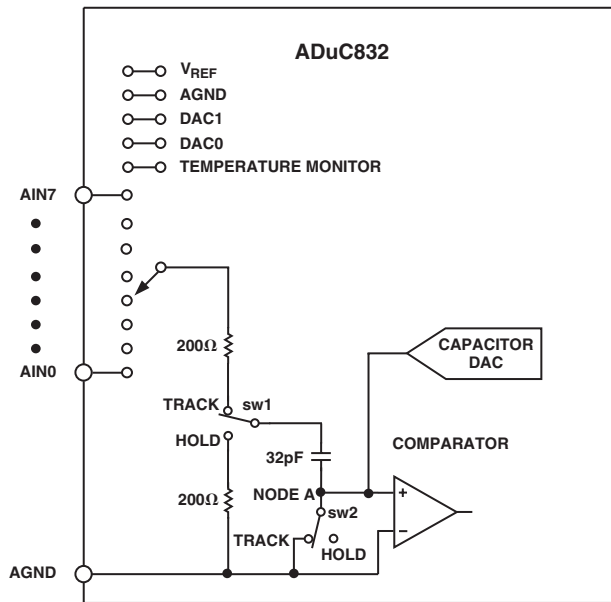 ADuC832
VREF
AGND
DAC1
DAC0
TEMPERATURE MONITOR
AIN7
AIN0
200Ω
CAPACITOR
DAC
TRACK
sw1
HOLD
COMPARATOR
32pF
200Ω
NODE A
+
−
sw2
TRACK
HOLD
AGND